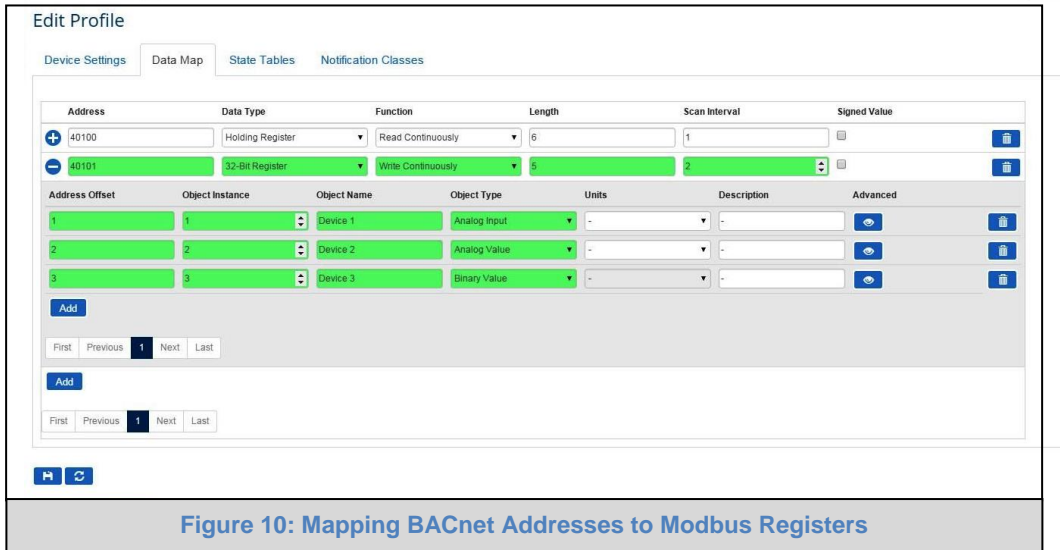 Edit Profile
Device Settings Data Map State Tables Notification Classes
Address Data Type Function Length Scan Interval Signed Value
40100 Holding Register Read Continuously 6 1
40101 32-Bit Register Write Continuously 5 2
Address Offset Object Instance Object Name Object Type Units Description Advanced
1 1 Device 1 Analog Input - -
2 2 Device 2 Analog Value - -
3 3 Device 3 Binary Value - -
Add
First Previous 1 Next Last
Add
First Previous 1 Next Last
Figure 10: Mapping BACnet Addresses to Modbus Registers